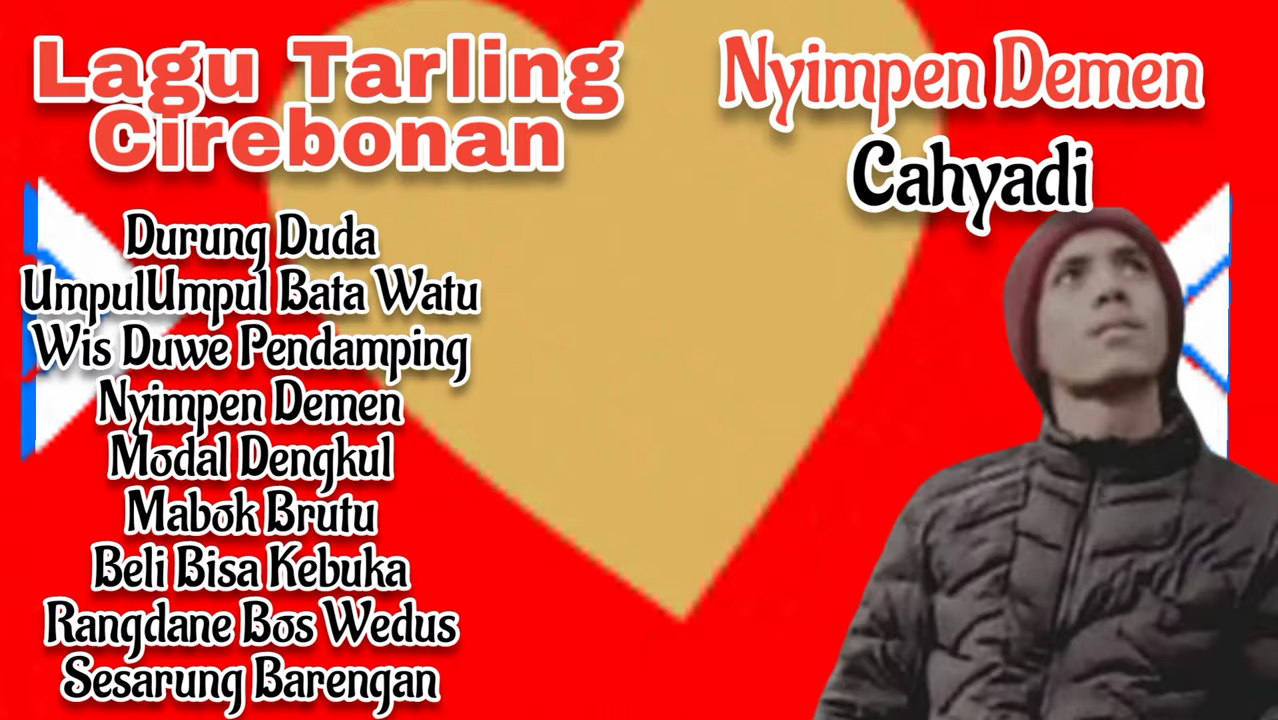 Lagu Tarling
Cirebonan
Durung Duda
UmpulUmpul Bata Watu
Wis Duwe Pendamping
Nyimpen Demen
Modal Dengkul
Mabok Brutu
Beli Bisa Kebuka
Rangdane Bos Wedus
Sesarung Barengan
Nyimpen Demen
Cahyadi